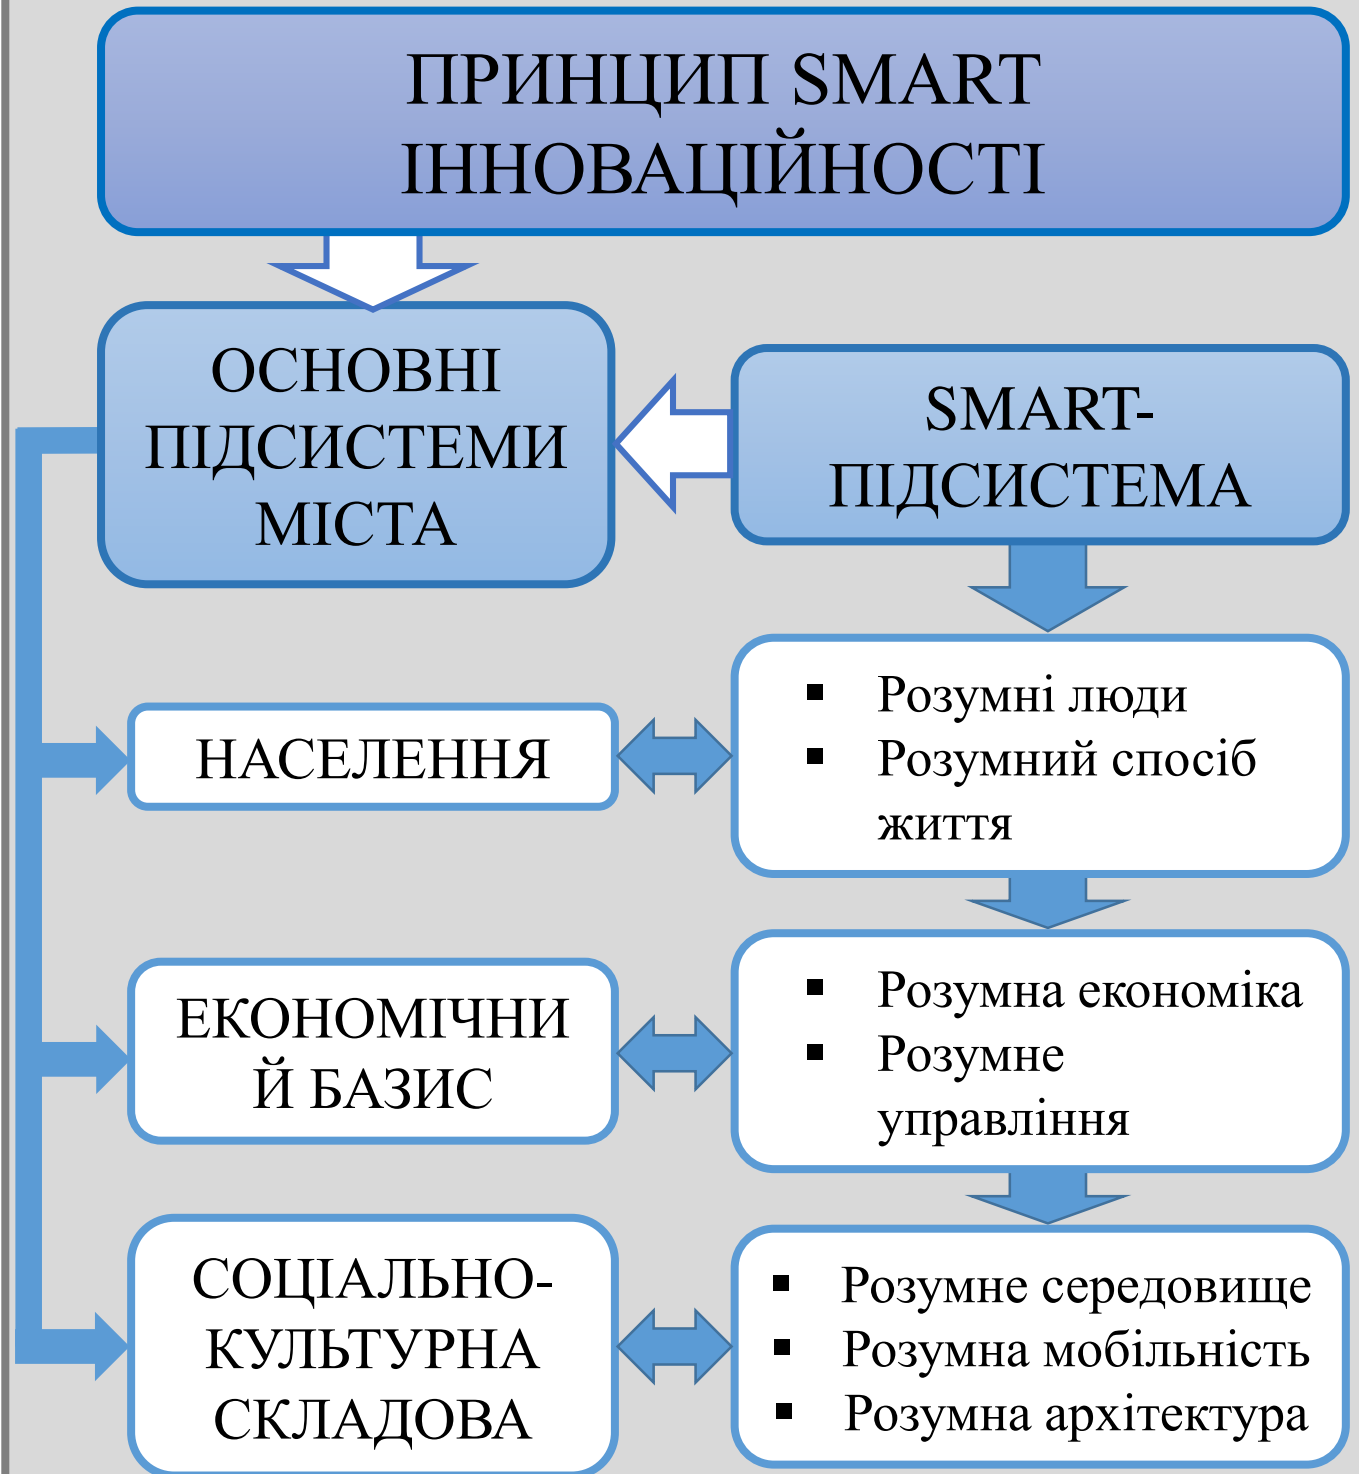 ПРИНЦИП SMART
ІННОВАЦІЙНОСТІ
ОСНОВНІ
ПІДСИСТЕМИ
МІСТА
SMART-
ПІДСИСТЕМА
НАСЕЛЕННЯ
▪ Розумні люди
▪ Розумний спосіб
життя
ЕКОНОМІЧНИ
Й БАЗИС
▪ Розумна економіка
▪ Розумне
управління
СОЦІАЛЬНО-
КУЛЬТУРНА
СКЛАДОВА
▪ Розумне середовище
▪ Розумна мобільність
▪ Розумна архітектура